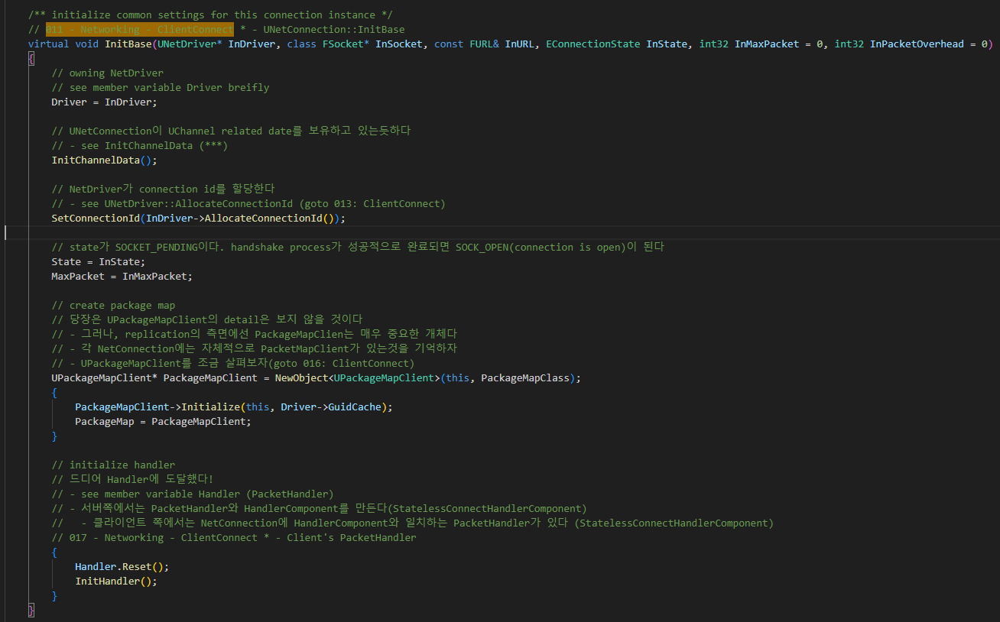 /** initialize common settings for this connection instance */
// 011 - Networking - ClientConnect * - UNetConnection::InitBase
virtual void InitBase(UNetDriver* InDriver, class FSocket* InSocket, const FURL& InURL, EConnectionState InState, int32 InMaxPacket = 0, int32 InPacketOverhead = 0)
{
// owning NetDriver
// see member variable Driver breifly
Driver = InDriver;
// UNetConnection이 UChannel related date를 보유하고 있는듯하다
// - see InitChannelData (***)
InitChannelData();
// NetDriver가 connection id를 할당한다
// - see UNetDriver::AllocateConnectionId (goto 013: ClientConnect)
SetConnectionId(InDriver->AllocateConnectionId());
// state가 SOCKET_PENDING이다. handshake process가 성공적으로 완료되면 SOCK_OPEN(connection is open)이 된다
State = InState;
MaxPacket = InMaxPacket;
// create package map
// 당장은 UPackageMapClient의 detail은 보지 않을 것이다
// - 그러나, replication의 측면에선 PackageMapClien는 매우 중요한 개체다
// - 각 NetConnection에는 자체적으로 PacketMapClient가 있는것을 기억하자
// - UPackageMapClient를 조금 살펴보자(goto 016: ClientConnect)
UPackageMapClient* PackageMapClient = NewObject<UPackageMapClient>(this, PackageMapClass);
{
PackageMapClient->Initialize(this, Driver->GuidCache);
PackageMap = PackageMapClient;
}
// initialize handler
// 드디어 Handler에 도달했다!
// - see member variable Handler (PacketHandler)
// - 서버쪽에서는 PacketHandler와 HandlerComponent를 만든다(StatelessConnectHandlerComponent)
//   - 클라이언트 쪽에서는 NetConnection에 HandlerComponent와 일치하는 PacketHandler가 있다 (StatelessConnectHandlerComponent)
// 017 - Networking - ClientConnect * - Client's PacketHandler
{
Handler.Reset();
InitHandler();
}
}